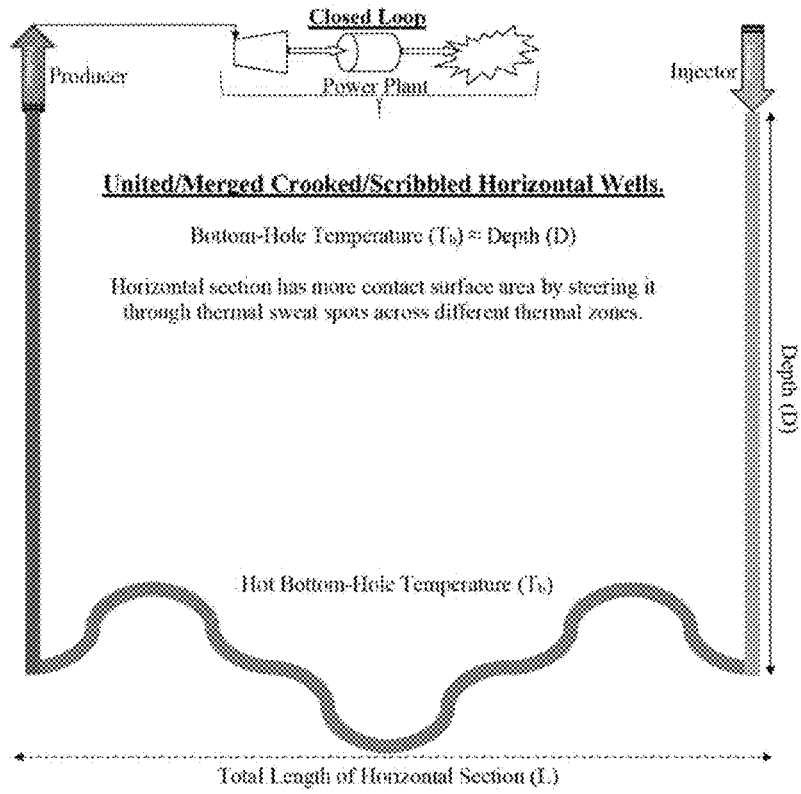 Closed Loop
Producer
Power Plant
Injector
United/Merged Crooked/Scribbled Horizontal Wells.
Bottom-Hole Temperature (Tb) ≈ Depth (D)
Horizontal section has more contact surface area by steering it
through thermal sweat spots across different thermal zones.
Depth (D)
Hot Bottom-Hole Temperature (Tb)
Total Length of Horizontal Section (L)